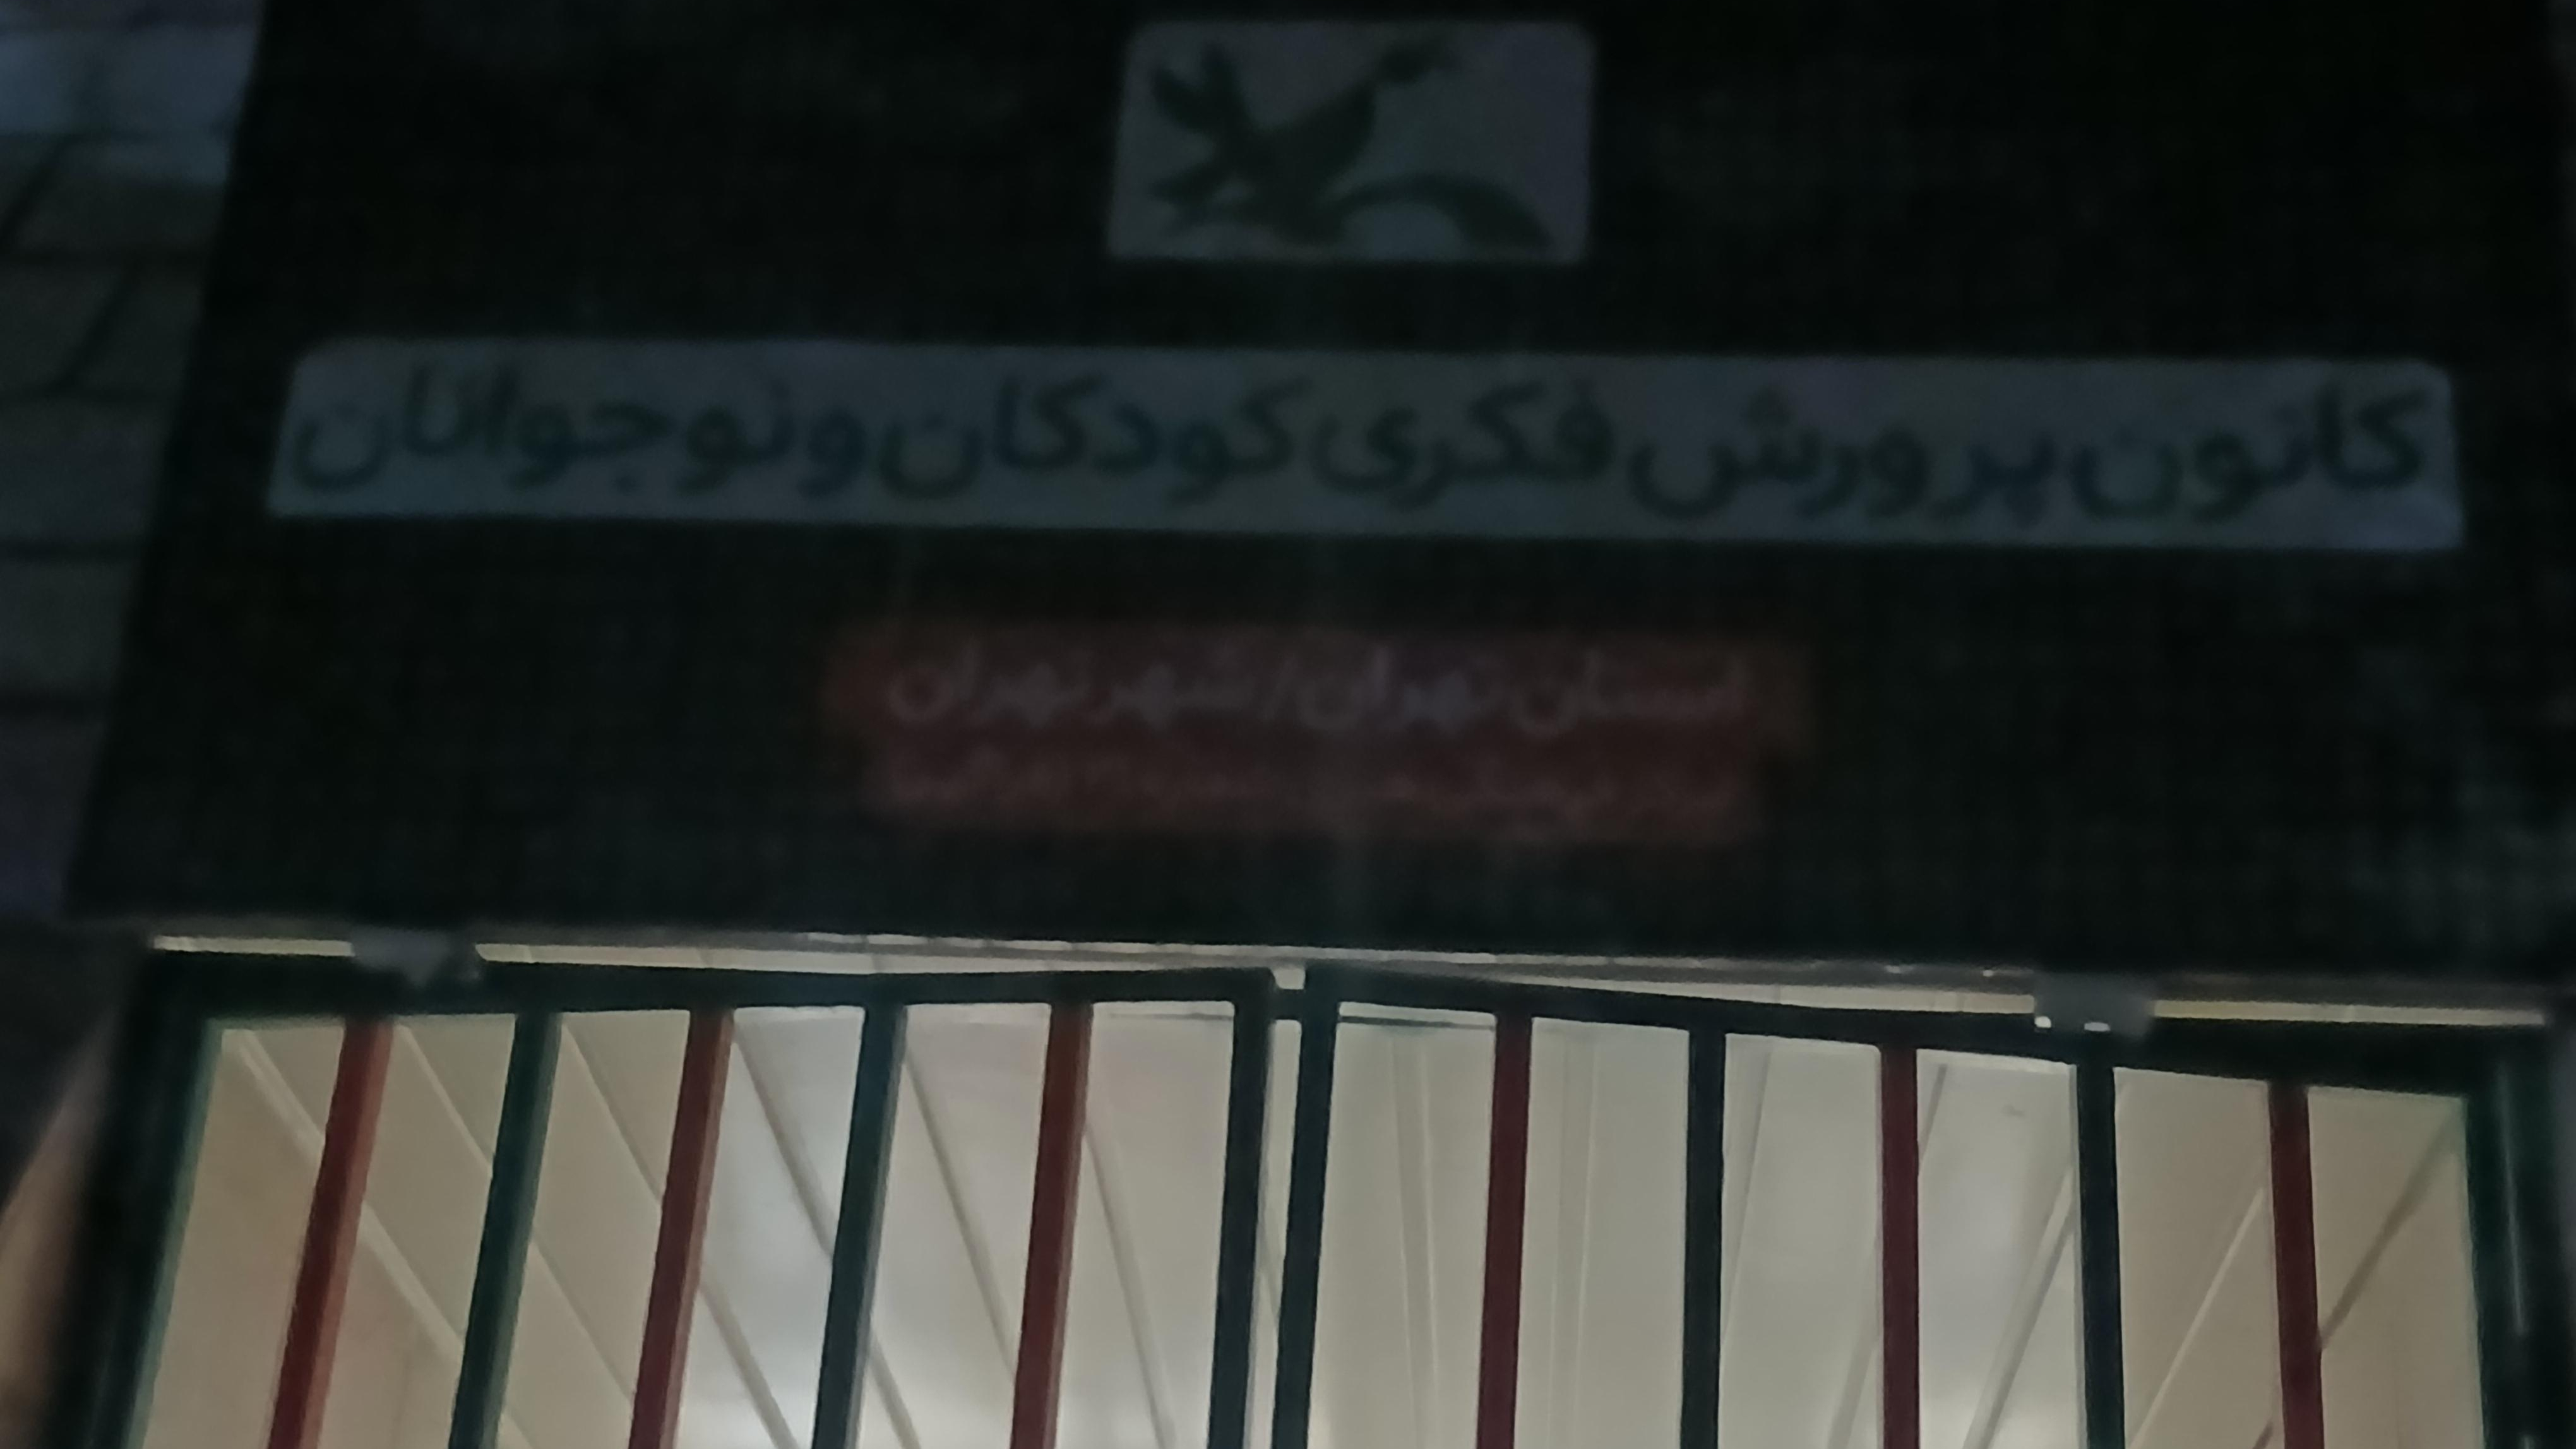 کانون پرورش فکری کودکان و نوجوانان
استان تهران / شهر تهران